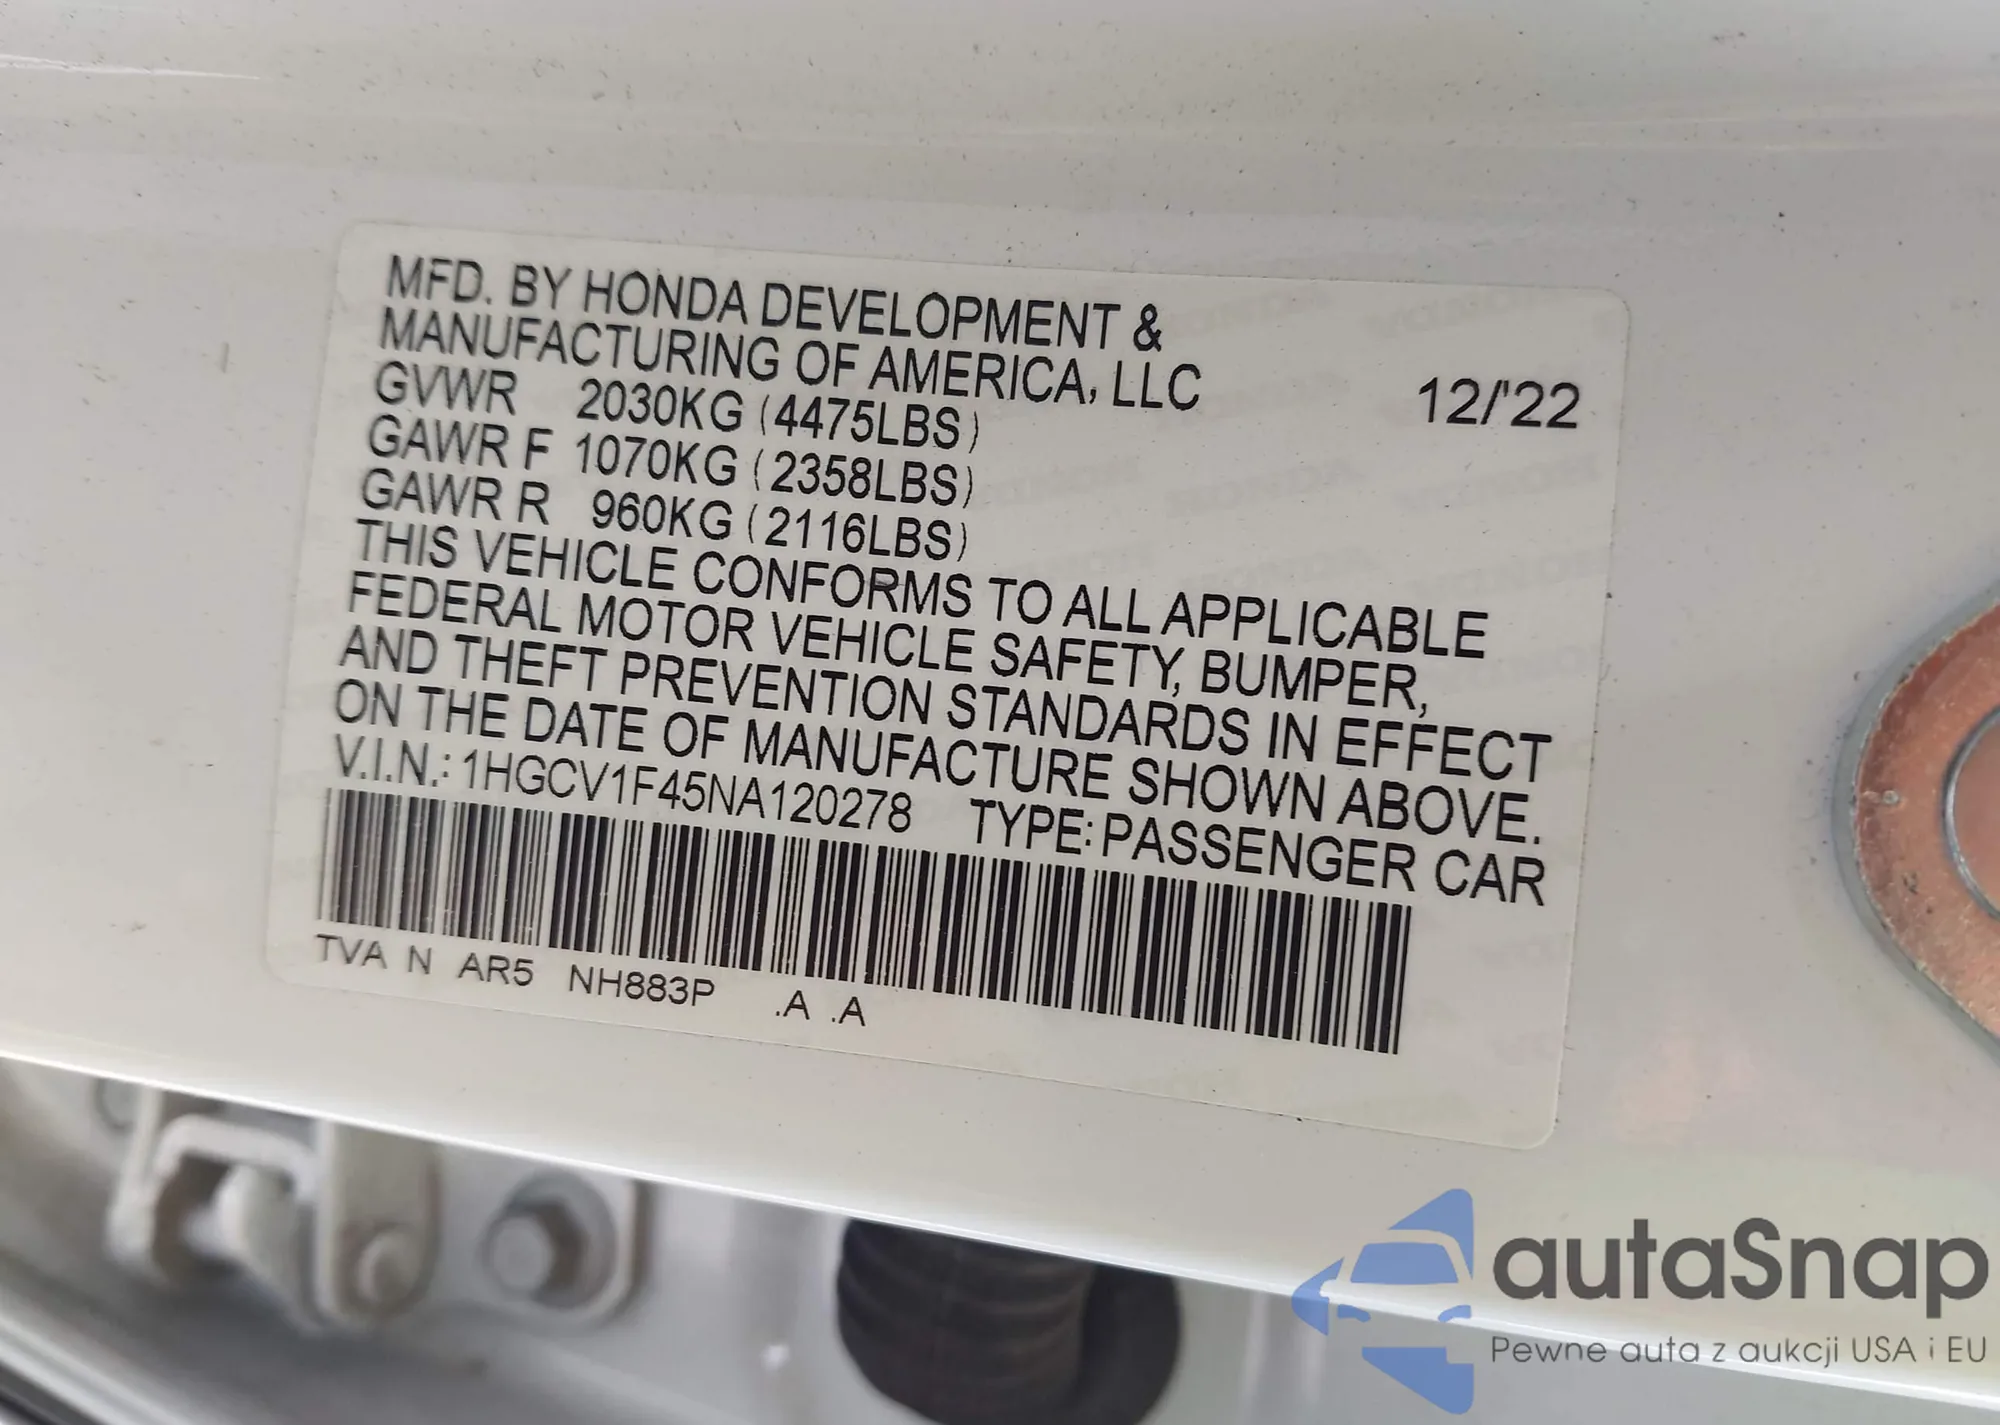 MFD. BY HONDA DEVELOPMENT &
MANUFACTURING OF AMERICA, LLC
GVWR 2030KG (4475LBS) 12/'22
GAWR F 1070KG (2358LBS)
GAWR R 960KG (2116LBS)
THIS VEHICLE CONFORMS TO ALL APPLICABLE
FEDERAL MOTOR VEHICLE SAFETY, BUMPER,
AND THEFT PREVENTION STANDARDS IN EFFECT
ON THE DATE OF MANUFACTURE SHOWN ABOVE.
V.I.N.: 1HGCV1F45NA120278 TYPE: PASSENGER CAR
TVA N AR5 NH883P .A .A
autaSnap
Pewne auta z aukcji USA i EU